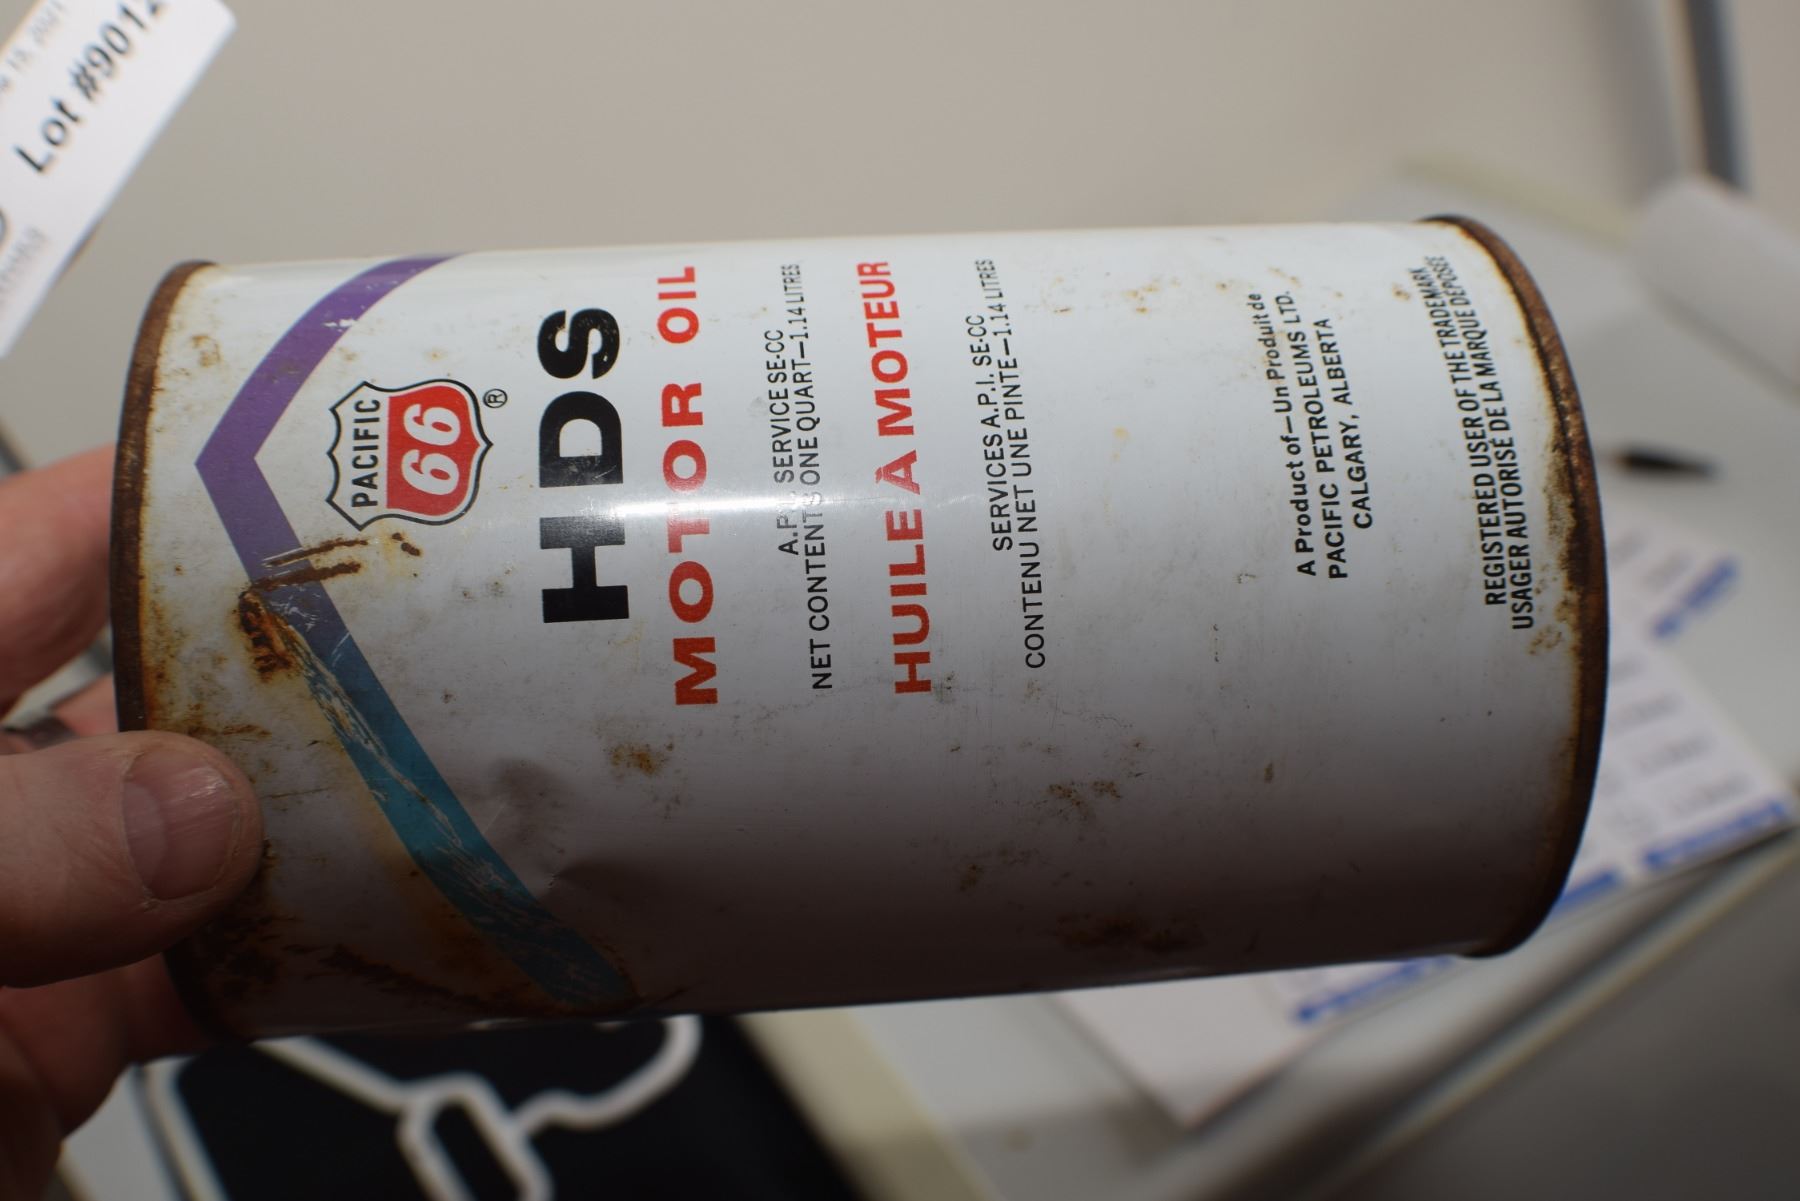 Lot #9012
PACIFIC
66
®
HDS
MOTOR OIL
A.P.I. SERVICE SE-CC
NET CONTENTS ONE QUART—1.14 LITRES
HUILE À MOTEUR
SERVICES A.P.I. SE-CC
CONTENU NET UNE PINTE—1.14 LITRES
A Product of—Un Produit de
PACIFIC PETROLEUMS LTD.
CALGARY, ALBERTA
REGISTERED USER OF THE TRADEMARK
USAGER AUTORISÉ DE LA MARQUE DÉPOSÉE